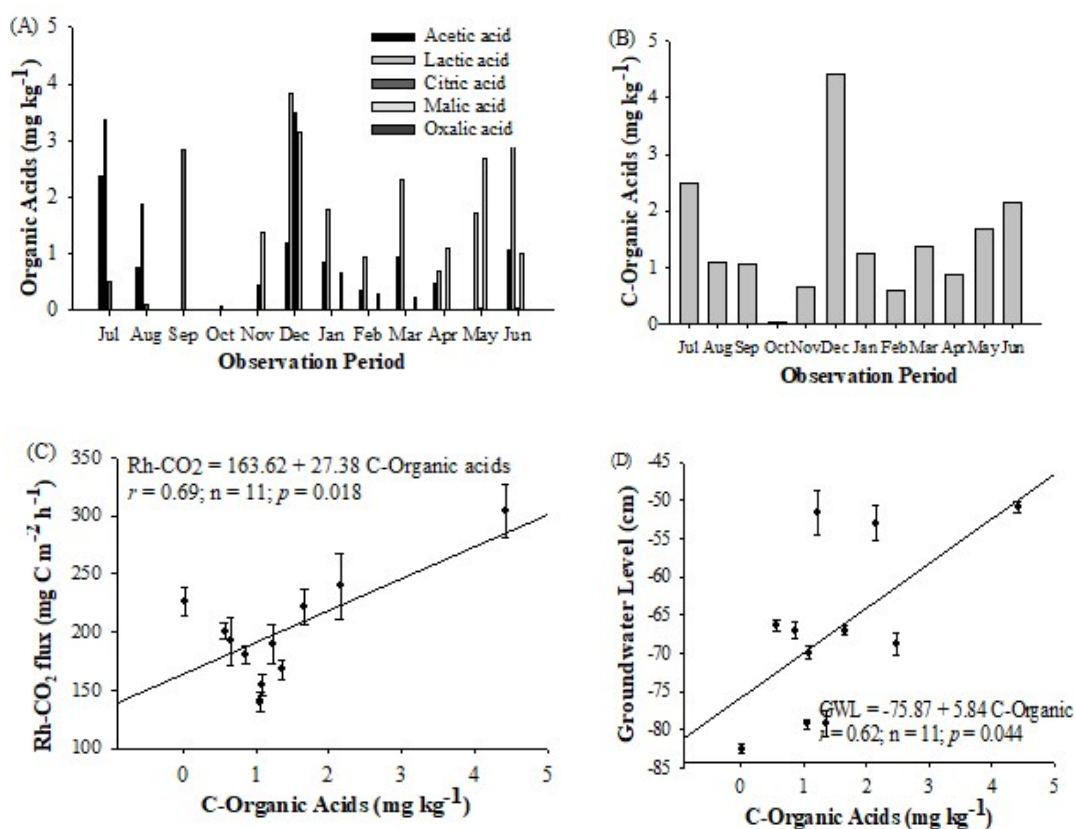 (A)
5
4
3
2
1
0
Organic Acids (mg kg⁻¹)
Acetic acid
Lactic acid
Citric acid
Malic acid
Oxalic acid
Jul Aug Sep Oct Nov Dec Jan Feb Mar Apr May Jun
Observation Period
(B)
5
4
3
2
1
0
C-Organic Acids (mg kg⁻¹)
Jul Aug Sep Oct Nov Dec Jan Feb Mar Apr May Jun
Observation Period
(C)
350
300
250
200
150
100
Rh-CO₂ flux (mg C m⁻² h⁻¹)
Rh-CO₂ = 163.62 + 27.38 C-Organic acids
r = 0.69; n = 11; p = 0.018
0 1 2 3 4 5
C-Organic Acids (mg kg⁻¹)
(D)
-45
-50
-55
-60
-65
-70
-75
-80
-85
Groundwater Level (cm)
GWL = -75.87 + 5.84 C-Organic
r = 0.62; n = 11; p = 0.044
0 1 2 3 4 5
C-Organic Acids (mg kg⁻¹)